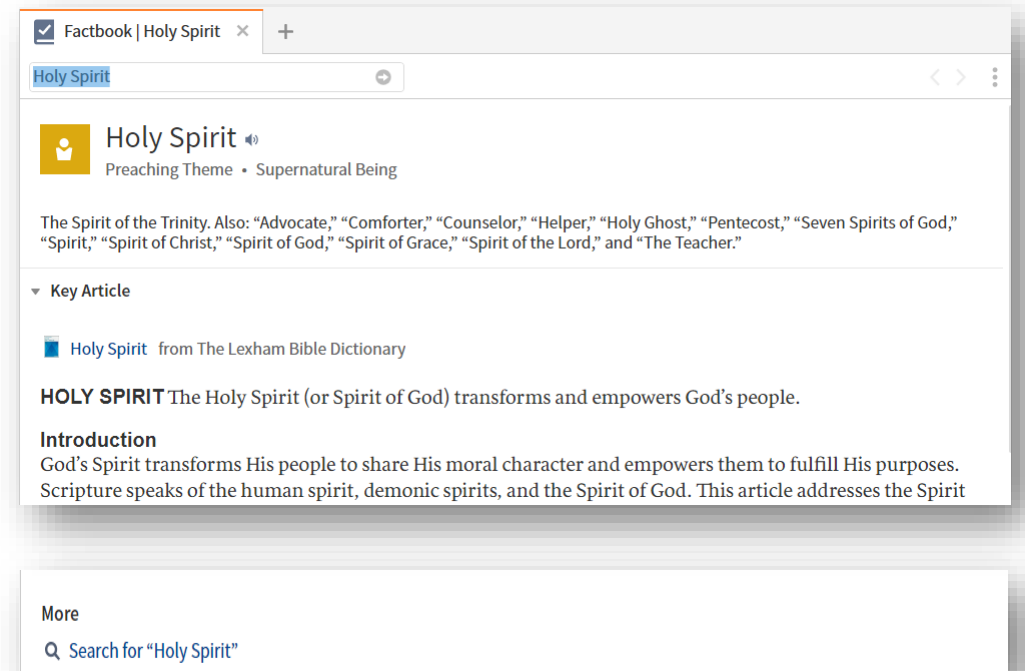 Factbook | Holy Spirit
Holy Spirit
Holy Spirit
Preaching Theme • Supernatural Being
The Spirit of the Trinity. Also: “Advocate,” “Comforter,” “Counselor,” “Helper,” “Holy Ghost,” “Pentecost,” “Seven Spirits of God,”
“Spirit,” “Spirit of Christ,” “Spirit of God,” “Spirit of Grace,” “Spirit of the Lord,” and “The Teacher.”
Key Article
Holy Spirit from The Lexham Bible Dictionary
HOLY SPIRIT The Holy Spirit (or Spirit of God) transforms and empowers God’s people.
Introduction
God’s Spirit transforms His people to share His moral character and empowers them to fulfill His purposes.
Scripture speaks of the human spirit, demonic spirits, and the Spirit of God. This article addresses the Spirit
More
Search for “Holy Spirit”